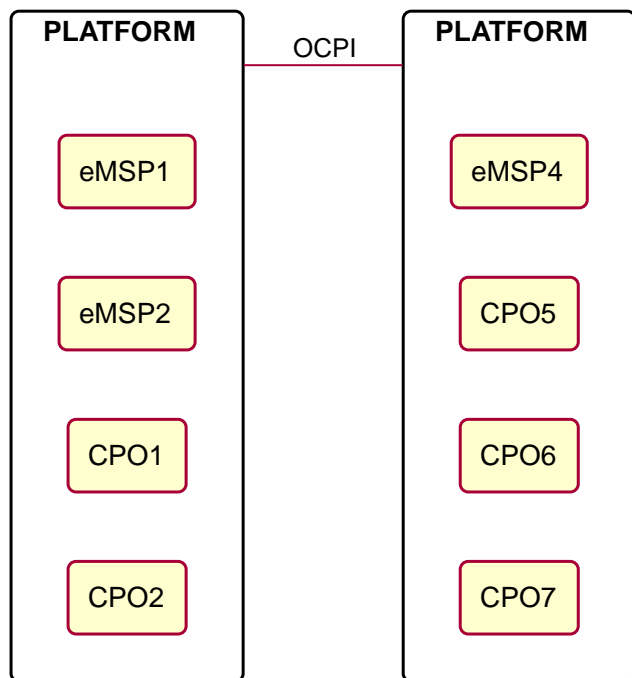 PLATFORM
OCPI
PLATFORM
eMSP1
eMSP4
eMSP2
CPO5
CPO1
CPO6
CPO2
CPO7